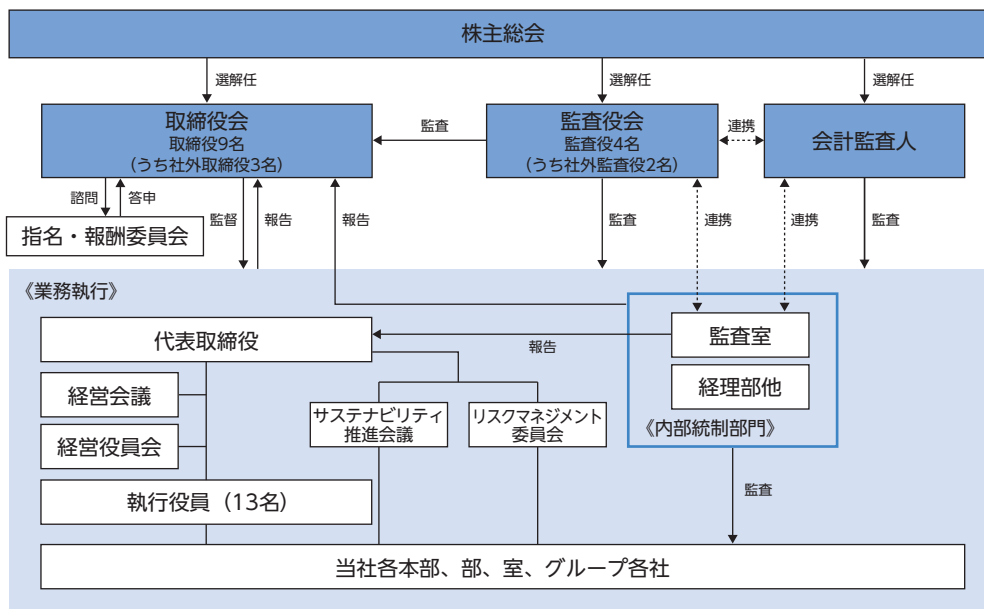 株主総会
選解任
選解任
選解任
取締役会
取締役9名
(うち社外取締役3名)
監査
監査役会
監査役4名
(うち社外監査役2名)
連携
会計監査人
諮問
答申
監督
報告
報告
監査
連携
連携
監査
指名・報酬委員会
《業務執行》
代表取締役
報告
監査室
経理部他
《内部統制部門》
経営会議
経営役員会
サステナビリティ
推進会議
リスクマネジメント
委員会
執行役員（13名）
監査
当社各本部、部、室、グループ各社